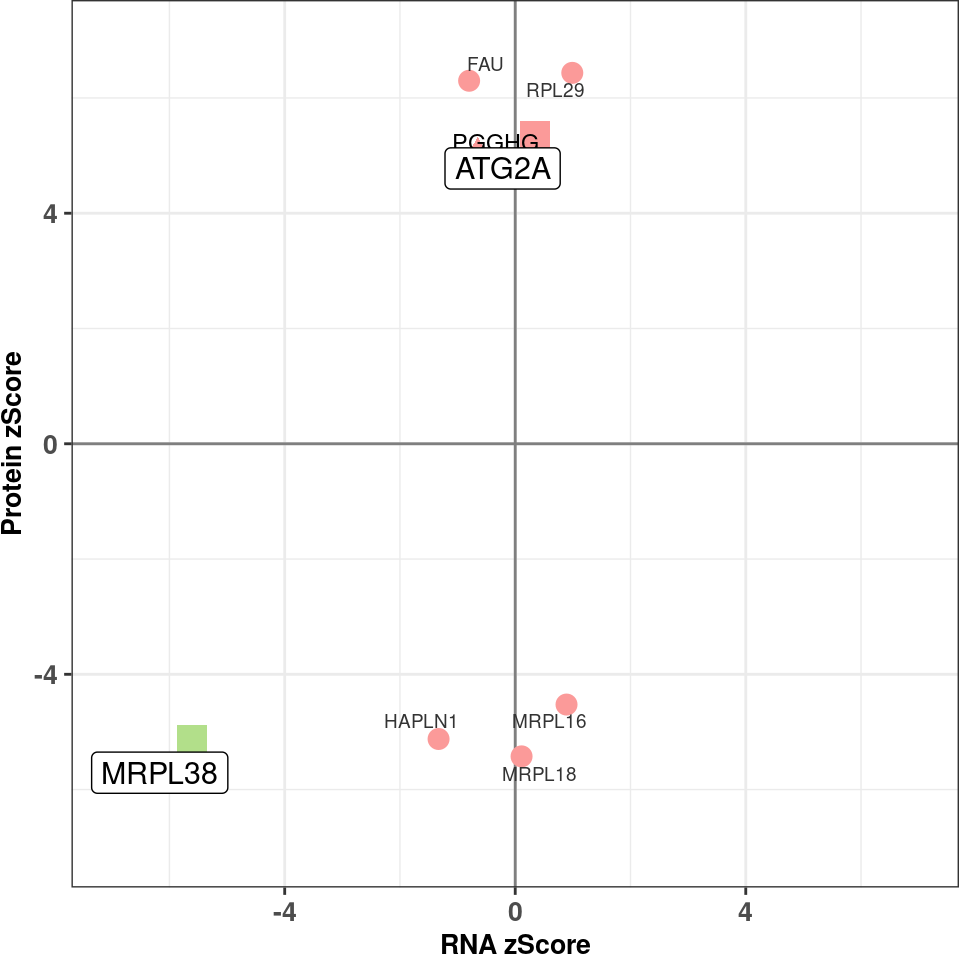 FAU
RPL29
PGGHG
ATG2A
4
0
-4
HAPLN1
MRPL16
MRPL18
MRPL38
-4
0
4
RNA zScore
Protein zScore